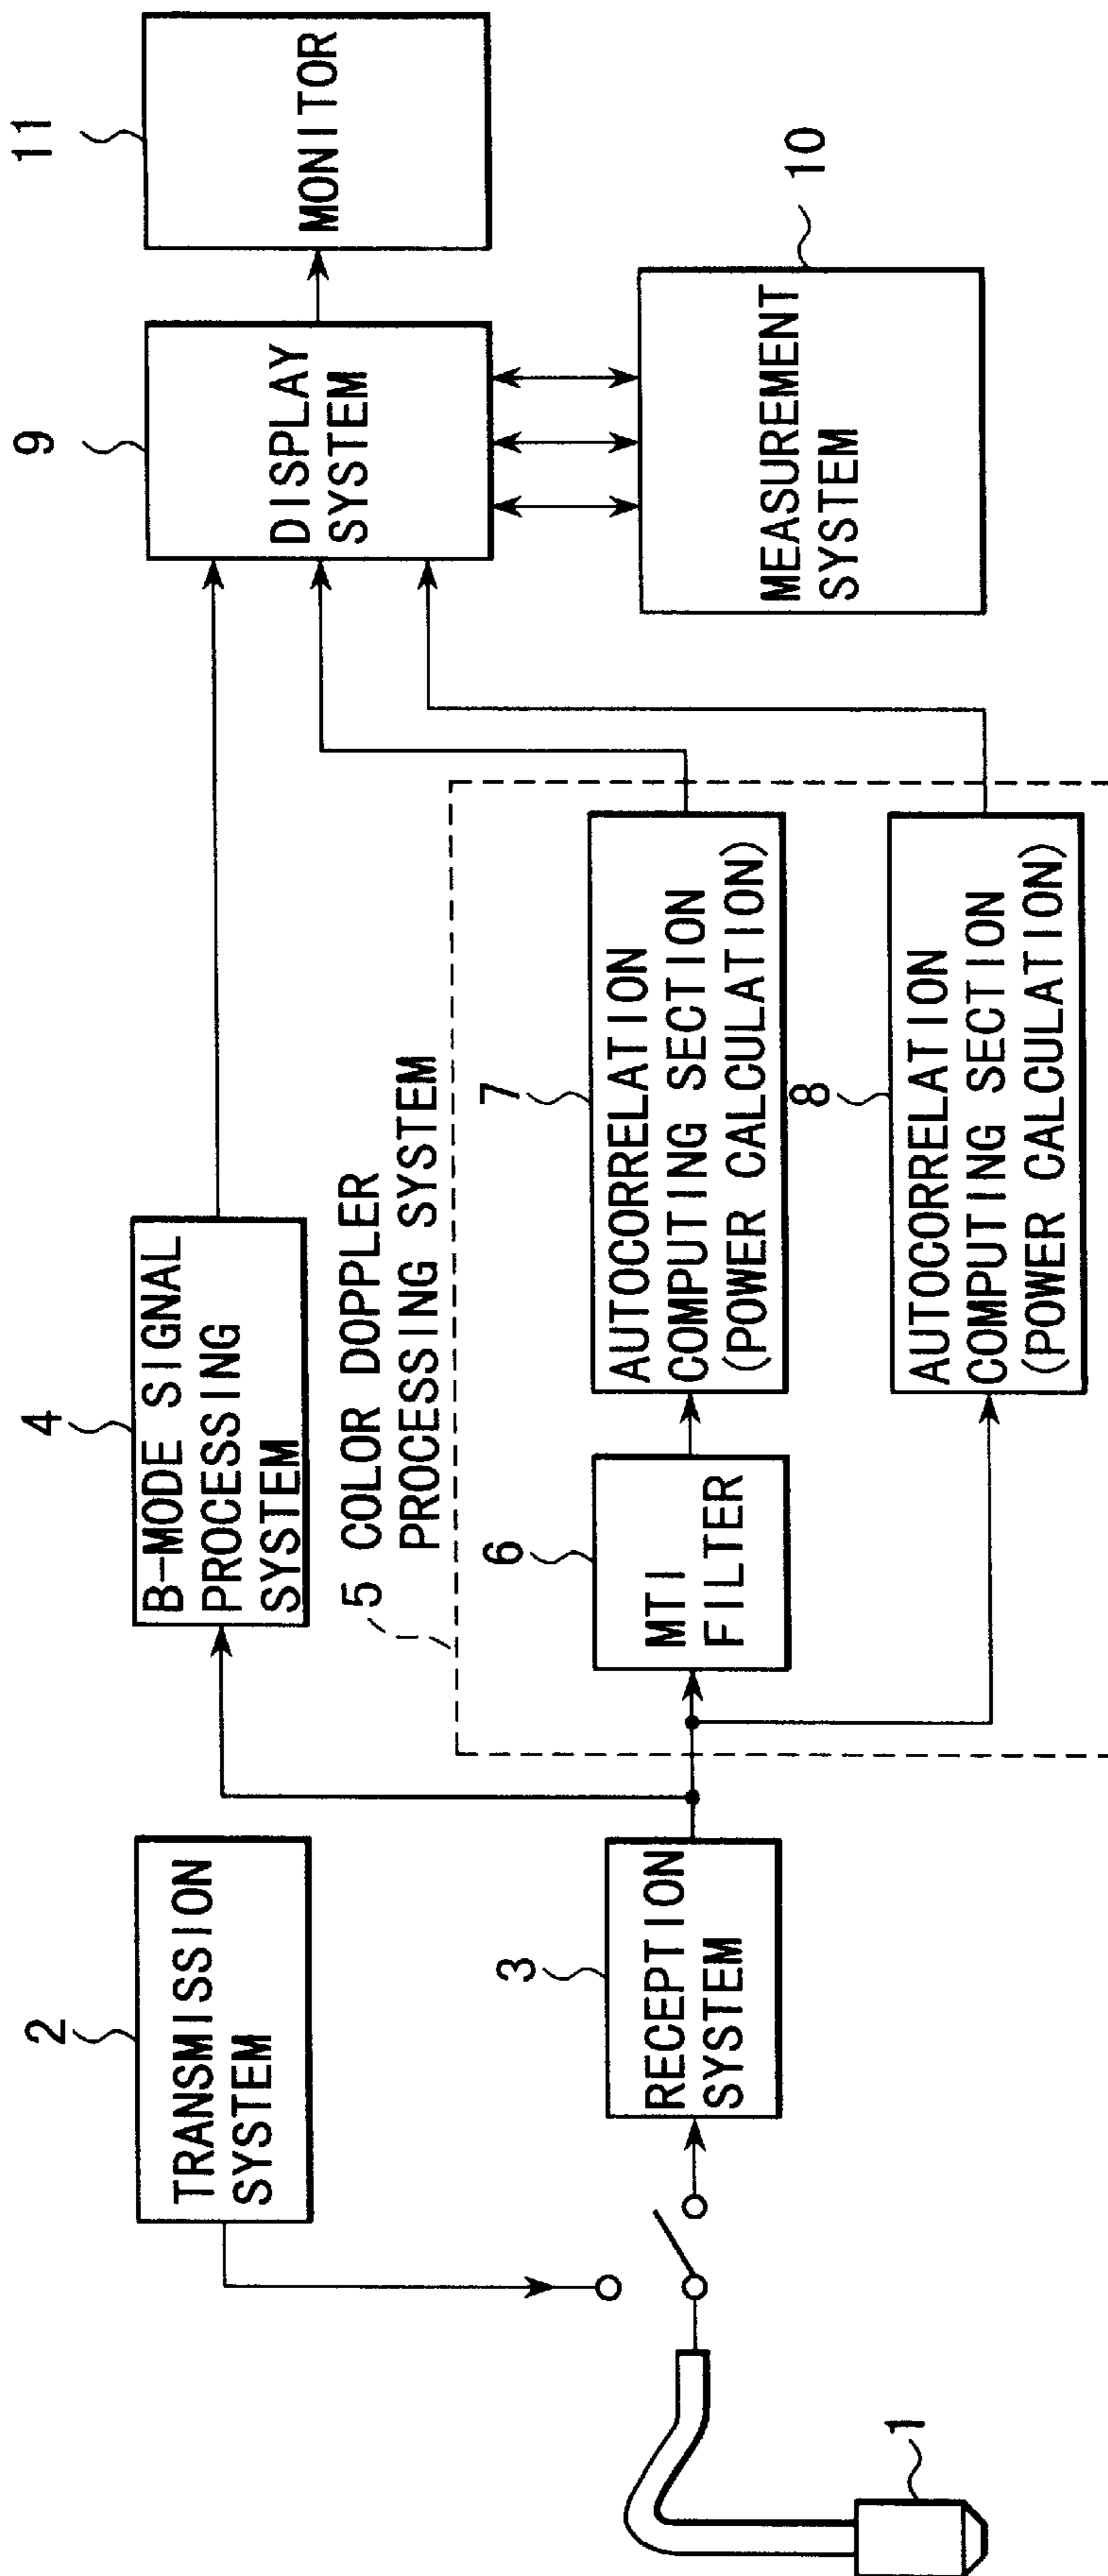 1
2
TRANSMISSION
SYSTEM
3
RECEPTION
SYSTEM
4
B-MODE SIGNAL
PROCESSING
SYSTEM
5 COLOR DOPPLER
PROCESSING SYSTEM
6
MTI
FILTER
7
AUTOCORRELATION
COMPUTING SECTION
(POWER CALCULATION)
8
AUTOCORRELATION
COMPUTING SECTION
(POWER CALCULATION)
9
DISPLAY
SYSTEM
10
MEASUREMENT
SYSTEM
11
MONITOR